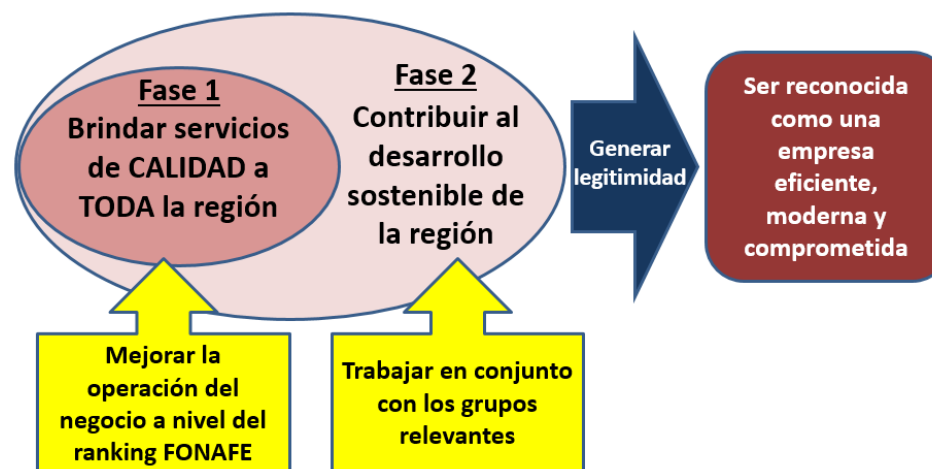 Fase 1
Brindar servicios
de CALIDAD a
TODA la región
Fase 2
Contribuir al
desarrollo
sostenible de
la región
Generar
legitimidad
Ser reconocida
como una
empresa
eficiente,
moderna y
comprometida
Mejorar la
operación del
negocio a nivel del
ranking FONAFE
Trabajar en conjunto
con los grupos
relevantes